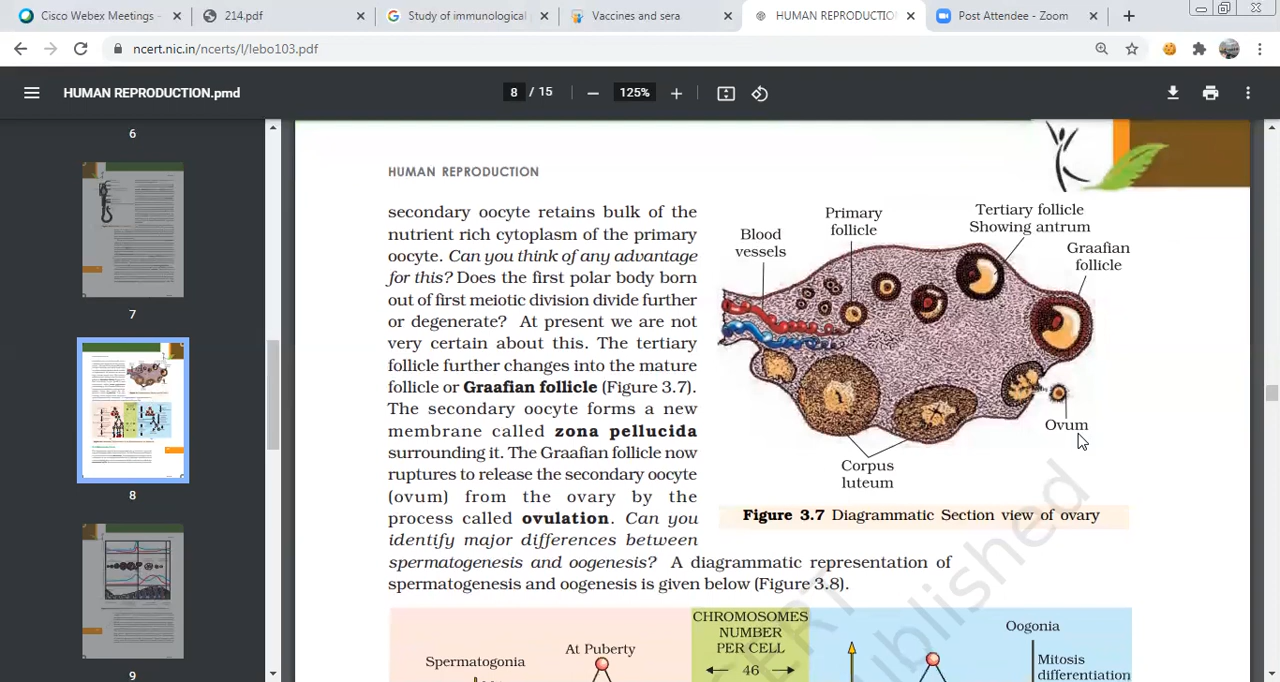 Cisco Webex Meetings -
214.pdf
Study of immunological
Vaccines and sera
HUMAN REPRODUCTIO
Post Attendee - Zoom
ncert.nic.in/ncerts/l/lebo103.pdf
HUMAN REPRODUCTION.pmd
8 / 15
125%
6
7
8
9
HUMAN REPRODUCTION
secondary oocyte retains bulk of the
nutrient rich cytoplasm of the primary
oocyte. Can you think of any advantage
for this? Does the first polar body born
out of first meiotic division divide further
or degenerate? At present we are not
very certain about this. The tertiary
follicle further changes into the mature
follicle or Graafian follicle (Figure 3.7).
The secondary oocyte forms a new
membrane called zona pellucida
surrounding it. The Graafian follicle now
ruptures to release the secondary oocyte
(ovum) from the ovary by the
process called ovulation. Can you
identify major differences between
spermatogenesis and oogenesis? A diagrammatic representation of
spermatogenesis and oogenesis is given below (Figure 3.8).
Blood
vessels
Primary
follicle
Tertiary follicle
Showing antrum
Graafian
follicle
Ovum
Corpus
luteum
Figure 3.7 Diagrammatic Section view of ovary
Spermatogonia
At Puberty
CHROMOSOMES
NUMBER
PER CELL
46
Oogonia
Mitosis
differentiation